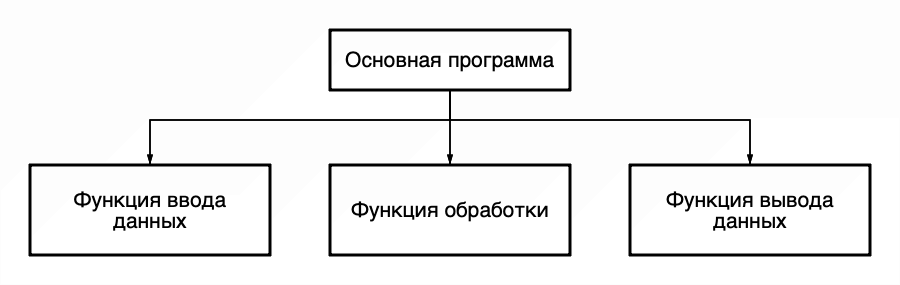 Основная программа
Функция ввода
данных
Функция обработки
Функция вывода
данных